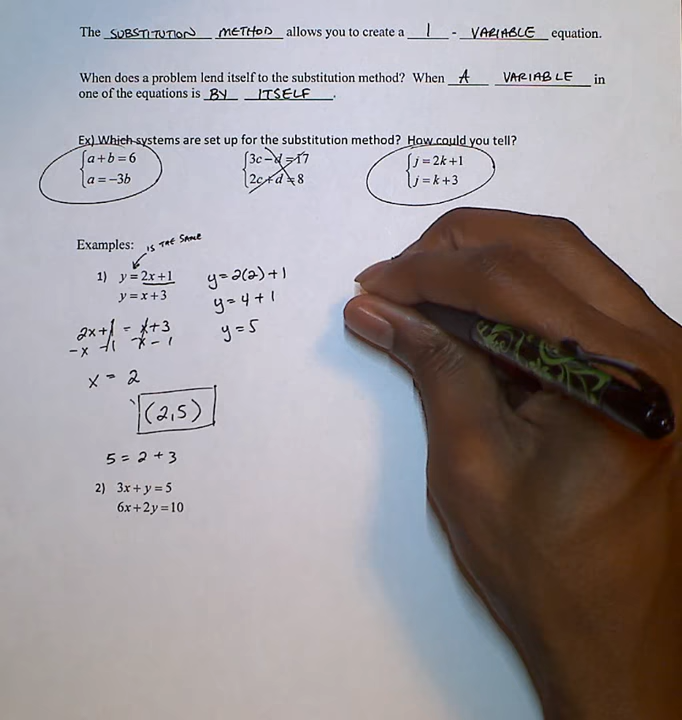 The SUBSTITUTION METHOD allows you to create a 1 - VARIABLE equation.
When does a problem lend itself to the substitution method? When A VARIABLE in
one of the equations is BY ITSELF.
Ex) Which systems are set up for the substitution method? How could you tell?
a + b = 6
a = −3b
3c − d = 17
2c + d = 8
j = 2k + 1
j = k + 3
Examples:
IS THE SAME
1) y = 2x + 1
y = x + 3
2x + 1 = x + 3
−x − 1 −x − 1
x = 2
(2,5)
5 = 2 + 3
y = 2(2) + 1
y = 4 + 1
y = 5
2) 3x + y = 5
6x + 2y = 10